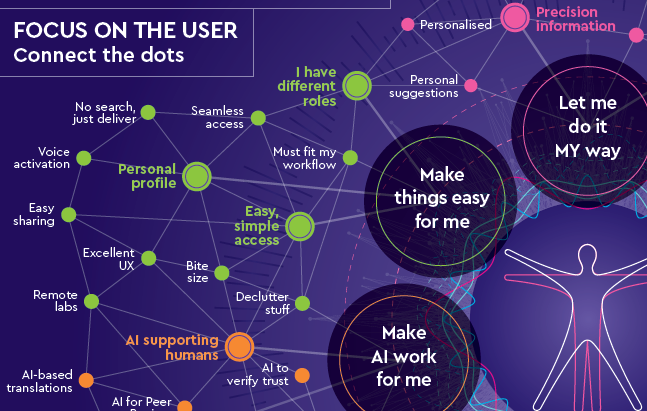 FOCUS ON THE USER
Connect the dots
Personalised
Precision
information
I have
different
roles
Personal
suggestions
No search,
just deliver
Seamless
access
Let me
do it
MY way
Voice
activation
Personal
profile
Must fit my
workflow
Make
things easy
for me
Easy
sharing
Easy,
simple
access
Excellent
UX
Bite
size
Remote
labs
Declutter
stuff
AI supporting
humans
Make
AI work
for me
AI-based
translations
AI to
verify trust
AI for Peer